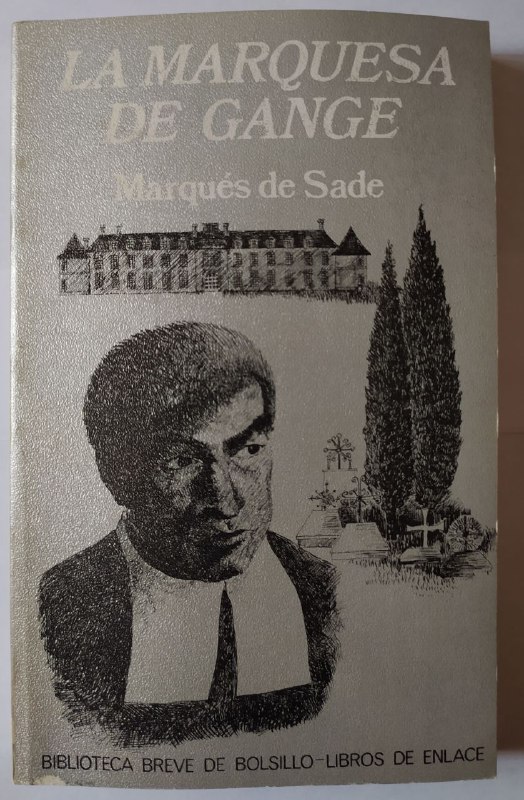 LA MARQUESA
DE GANGE
Marqués de Sade
BIBLIOTECA BREVE DE BOLSILLO-LIBROS DE ENLACE